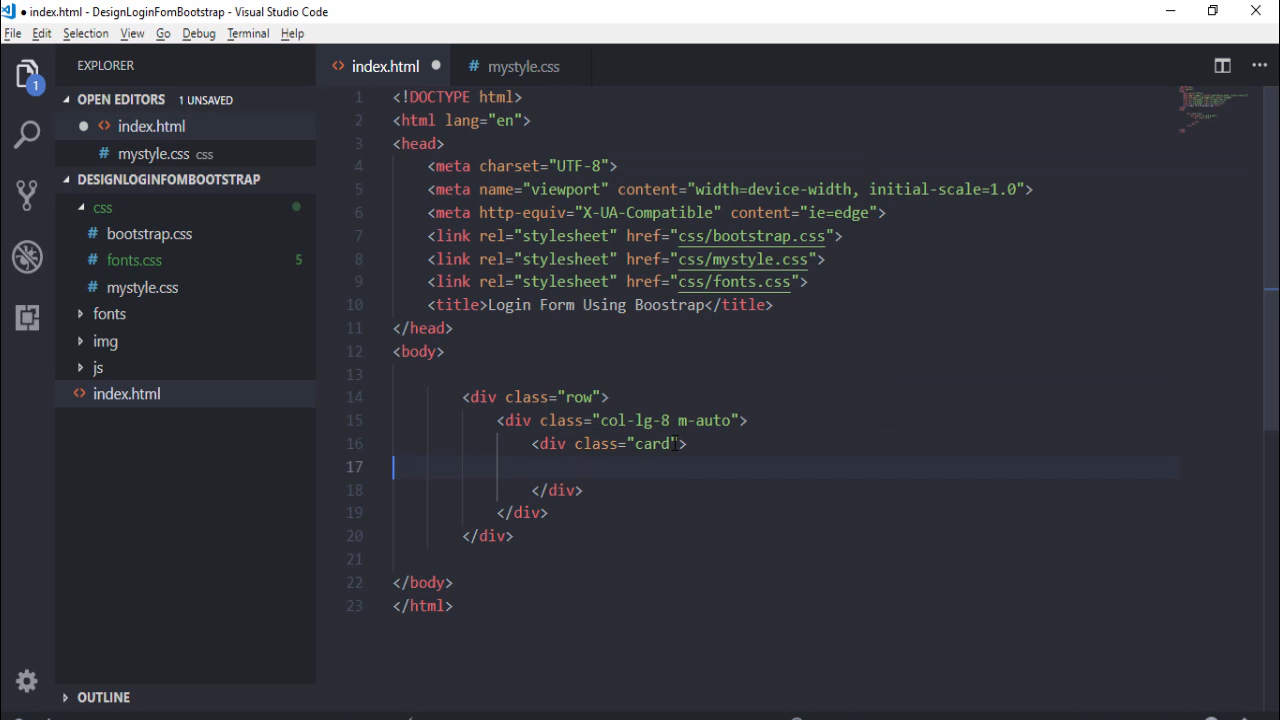 ● index.html - DesignLoginFomBootstrap - Visual Studio Code
File Edit Selection View Go Debug Terminal Help
EXPLORER
OPEN EDITORS 1 UNSAVED
index.html
mystyle.css css
DESIGNLOGINFOMBOOTSTRAP
css
bootstrap.css
fonts.css 5
mystyle.css
fonts
img
js
index.html
OUTLINE
1
index.html mystyle.css
1 <!DOCTYPE html>
2 <html lang="en">
3 <head>
4 <meta charset="UTF-8">
5 <meta name="viewport" content="width=device-width, initial-scale=1.0">
6 <meta http-equiv="X-UA-Compatible" content="ie=edge">
7 <link rel="stylesheet" href="css/bootstrap.css">
8 <link rel="stylesheet" href="css/mystyle.css">
9 <link rel="stylesheet" href="css/fonts.css">
10 <title>Login Form Using Boostrap</title>
11 </head>
12 <body>
13
14 <div class="row">
15 <div class="col-lg-8 m-auto">
16 <div class="card">
17
18 </div>
19 </div>
20 </div>
21
22 </body>
23 </html>